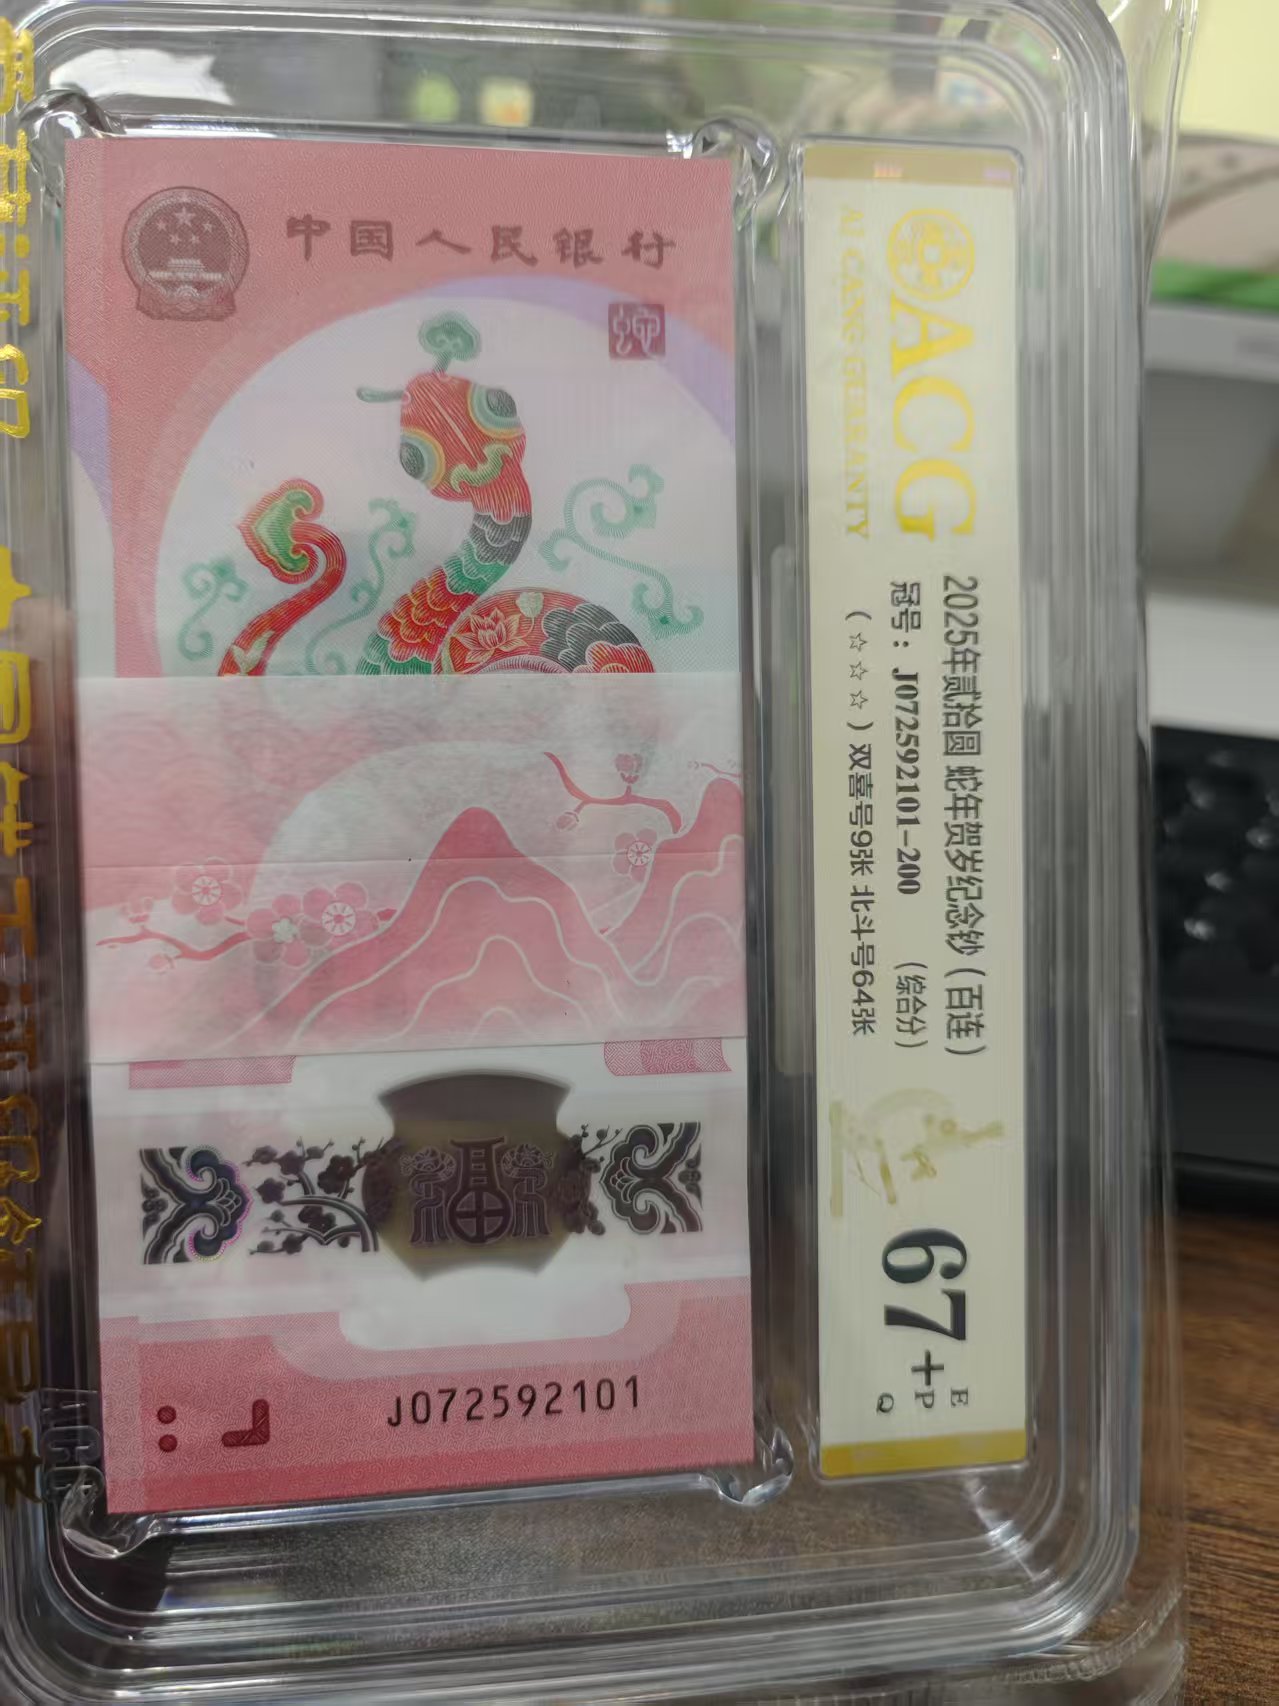 中国人民银行
福
J072592101
ACG
AI CANG GUARANTY
2025年贰拾圆 蛇年贺岁纪念钞（百连）
冠号：J072592101-200 （综合分）
（☆☆☆）双喜号9张 北斗号64张
67+
E
P
Q
ACG